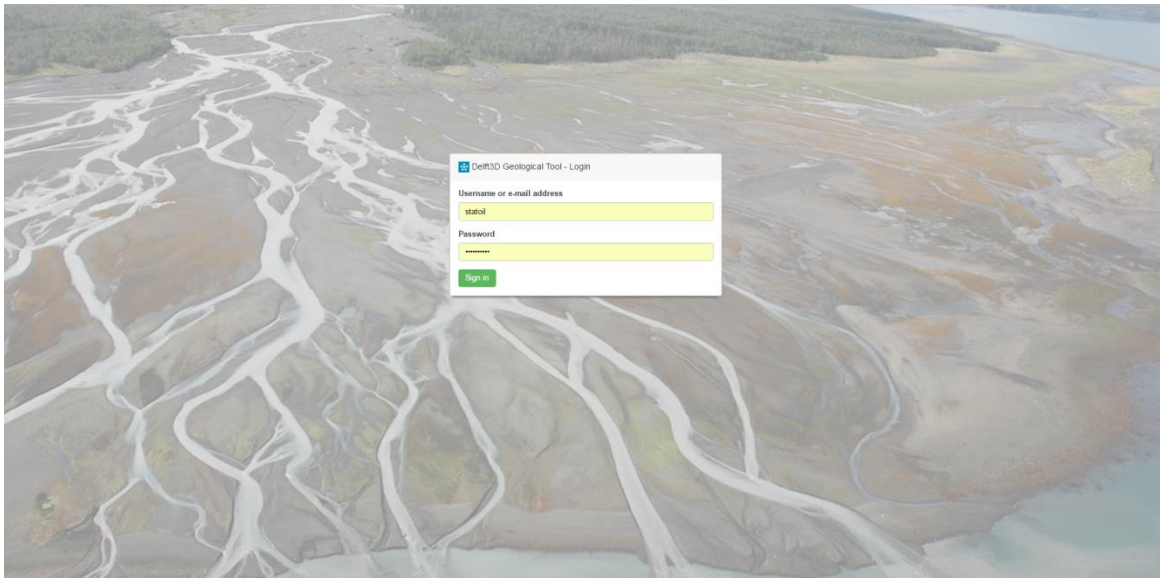 Delft3D Geological Tool - Login
Username or e-mail address
statoil
Password
••••••••••
Sign in